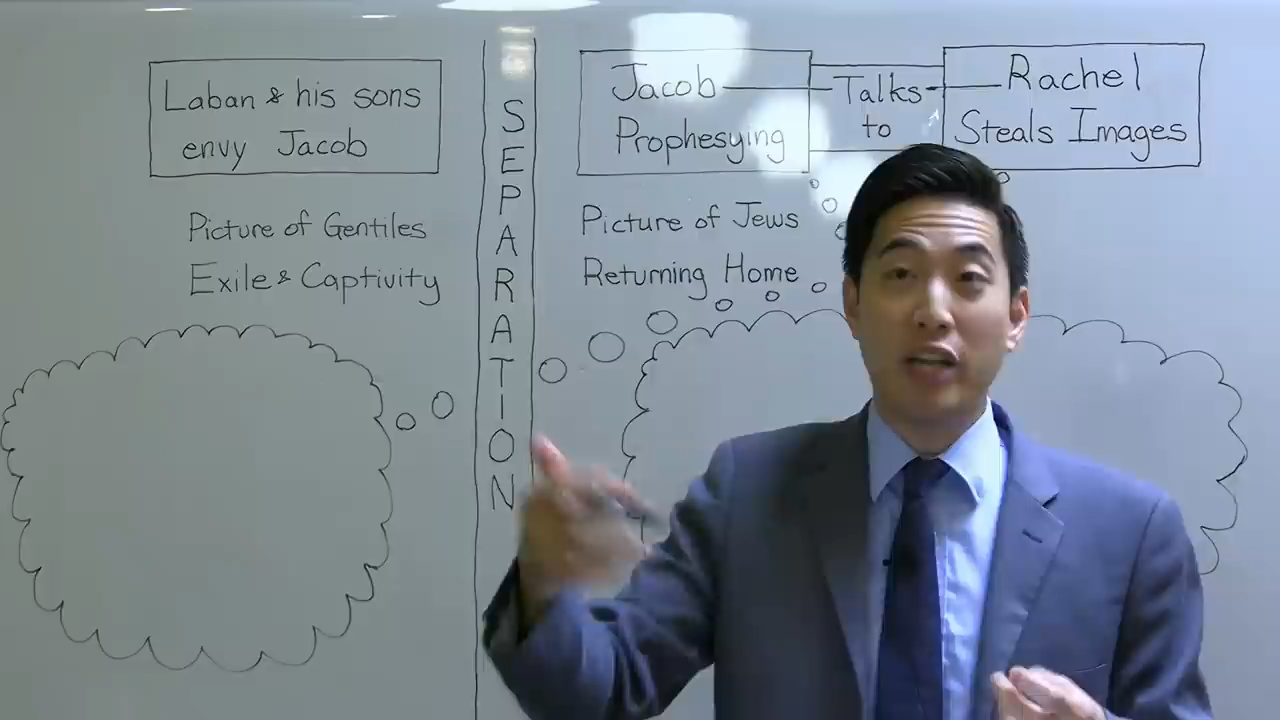 Laban & his sons
envy Jacob
Picture of Gentiles
Exile & Captivity
SEPARATION
Jacob
Prophesying
Talks
to
Rachel
Steals Images
Picture of Jews
Returning Home